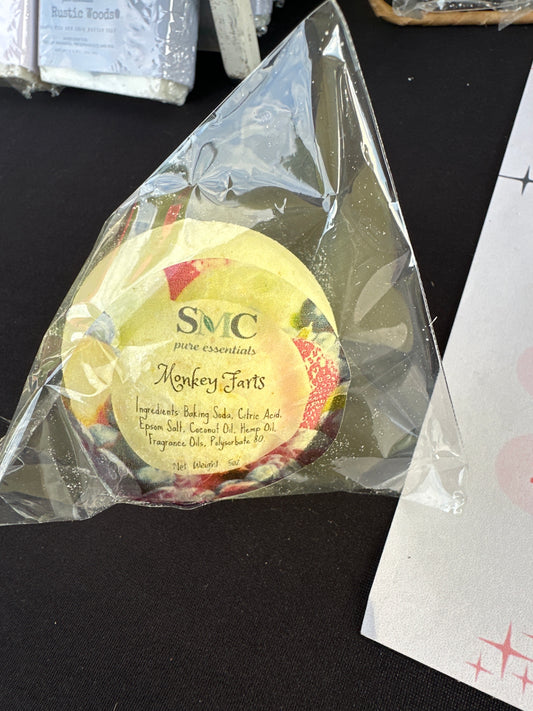 Rustic Woods®
SMC
pure essentials
Monkey Farts
Ingredients: Baking Soda, Citric Acid,
Epsom Salt, Coconut Oil, Hemp Oil,
Fragrance Oils, Polysorbate 80.
Net Weight 5oz